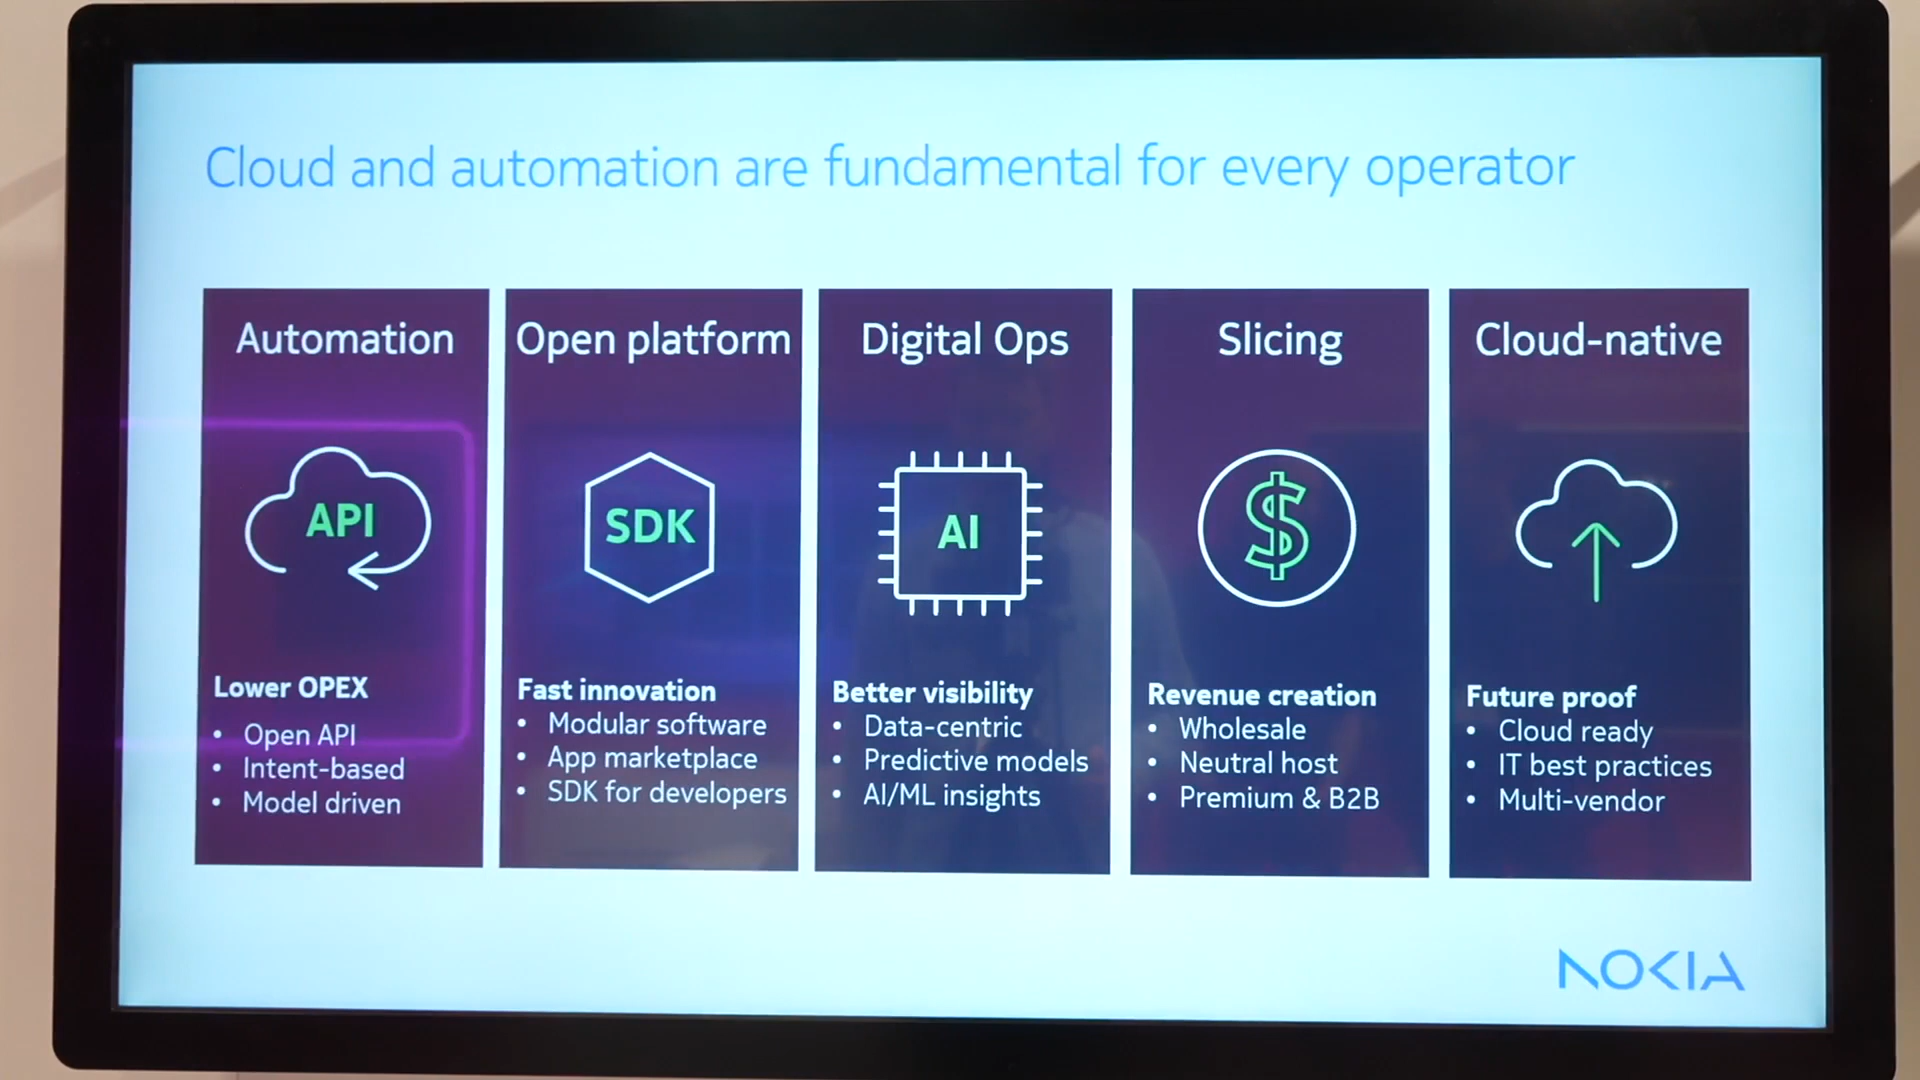 Cloud and automation are fundamental for every operator
Automation
API
Lower OPEX
• Open API
• Intent-based
• Model driven
Open platform
SDK
Fast innovation
• Modular software
• App marketplace
• SDK for developers
Digital Ops
AI
Better visibility
• Data-centric
• Predictive models
• AI/ML insights
Slicing
$
Revenue creation
• Wholesale
• Neutral host
• Premium & B2B
Cloud-native
Future proof
• Cloud ready
• IT best practices
• Multi-vendor
NOKIA